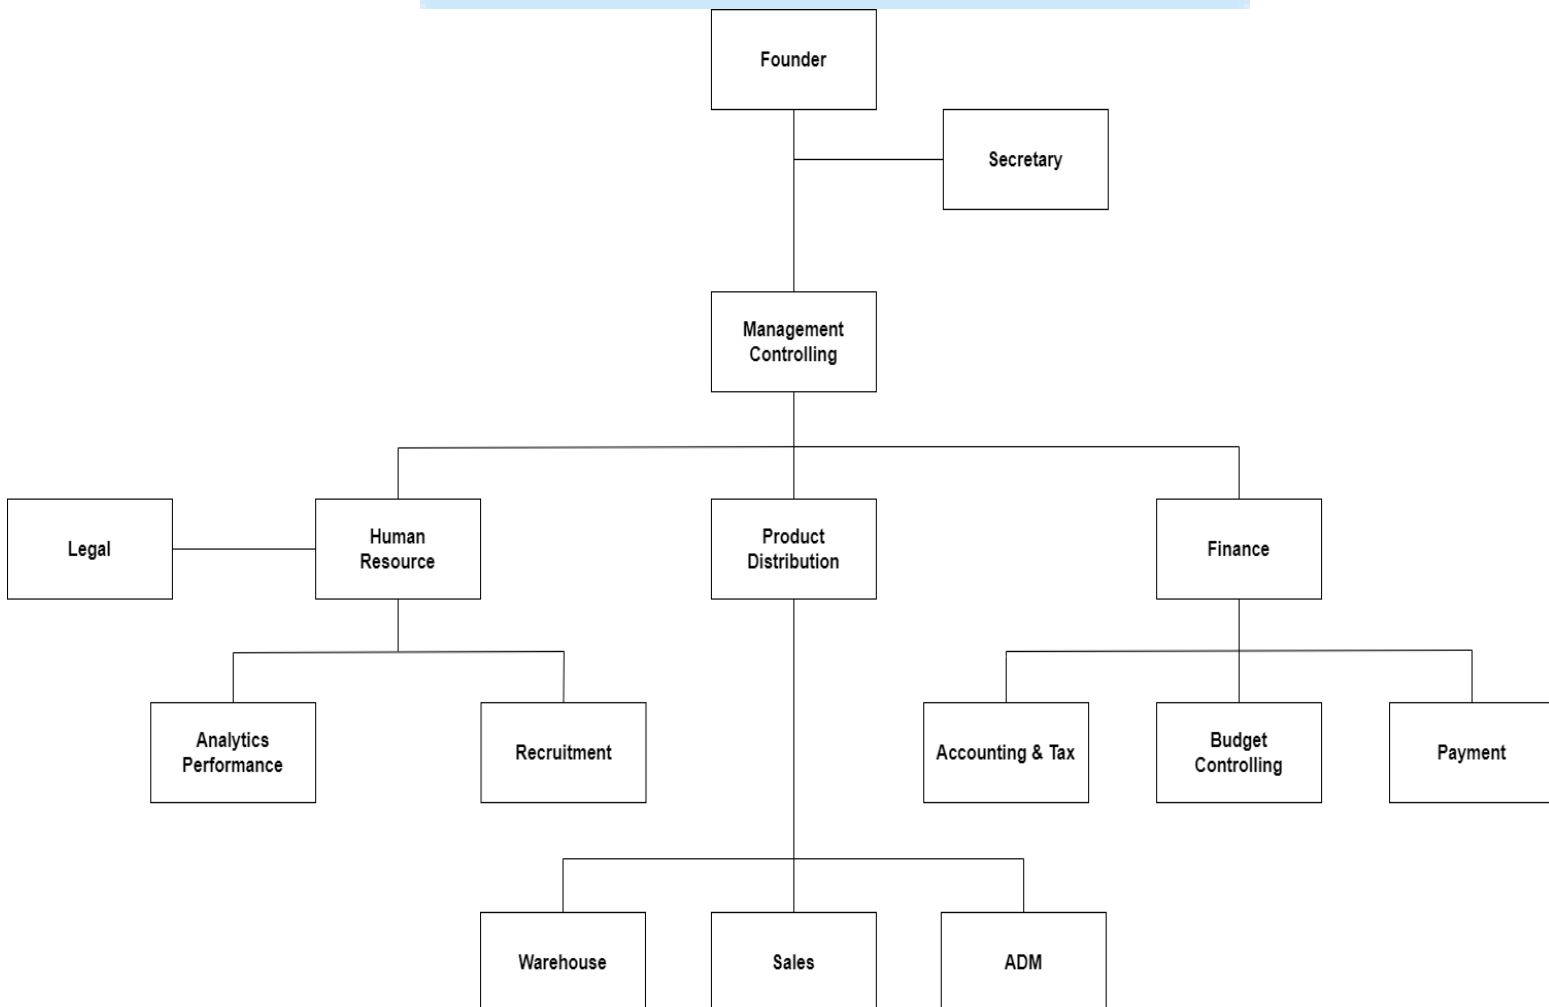 Founder
Secretary
Management
Controlling
Legal
Human
Resource
Product
Distribution
Finance
Analytics
Performance
Recruitment
Accounting & Tax
Budget
Controlling
Payment
Warehouse
Sales
ADM